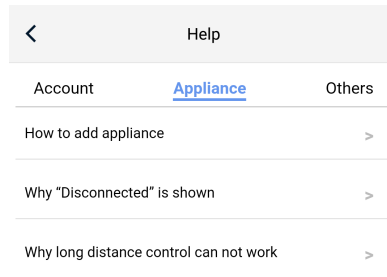 Help
Account Appliance Others
How to add appliance >
Why “Disconnected” is shown >
Why long distance control can not work >